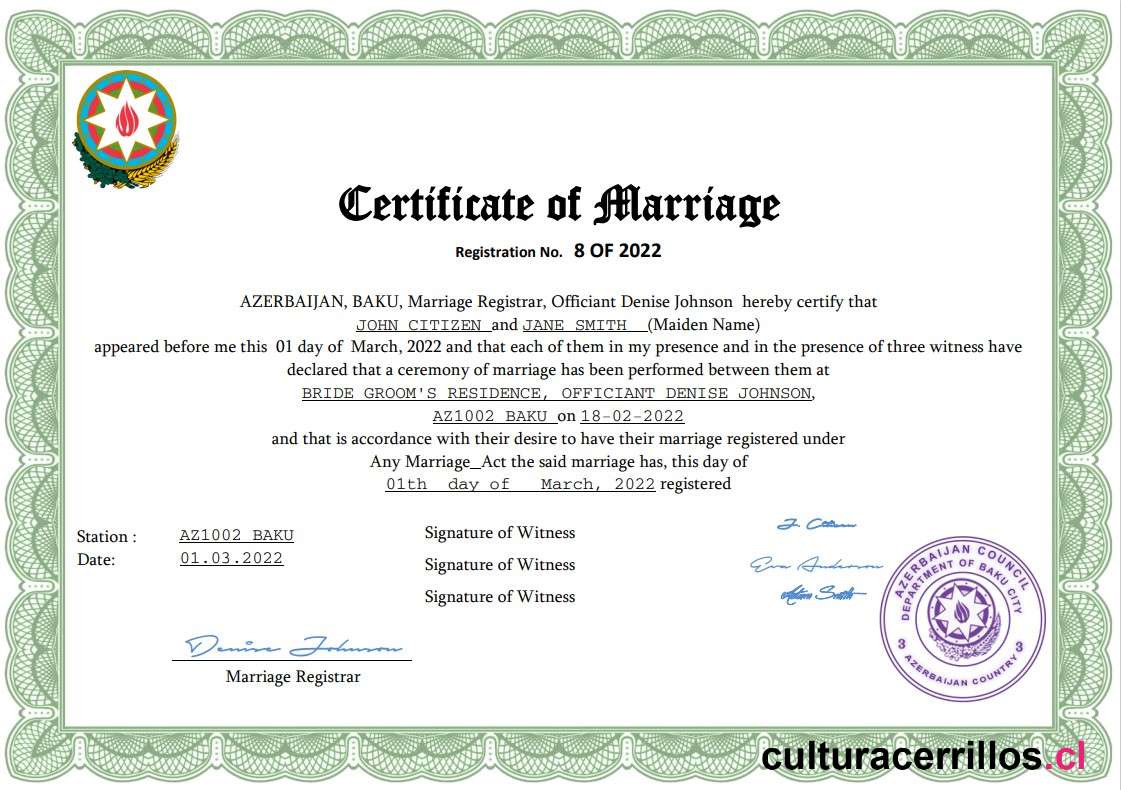 Certificate of Marriage
Registration No. 8 OF 2022
AZERBAIJAN, BAKU, Marriage Registrar, Officiant Denise Johnson hereby certify that
JOHN CITIZEN and JANE SMITH (Maiden Name)
appeared before me this 01 day of March, 2022 and that each of them in my presence and in the presence of three witness have
declared that a ceremony of marriage has been performed between them at
BRIDE GROOM'S RESIDENCE, OFFICIANT DENISE JOHNSON,
AZ1002 BAKU on 18-02-2022
and that is accordance with their desire to have their marriage registered under
Any Marriage_Act the said marriage has, this day of
01th day of March, 2022 registered
Station : AZ1002 BAKU
Date: 01.03.2022
Signature of Witness
Signature of Witness Eva Anderson
Signature of Witness Adam Smith
Denise Johnson
Marriage Registrar
AZERBAIJAN COUNCIL
DEPARTMENT OF BAKU CITY
3 3
AZERBAIJAN COUNTRY
culturacerrillos.cl